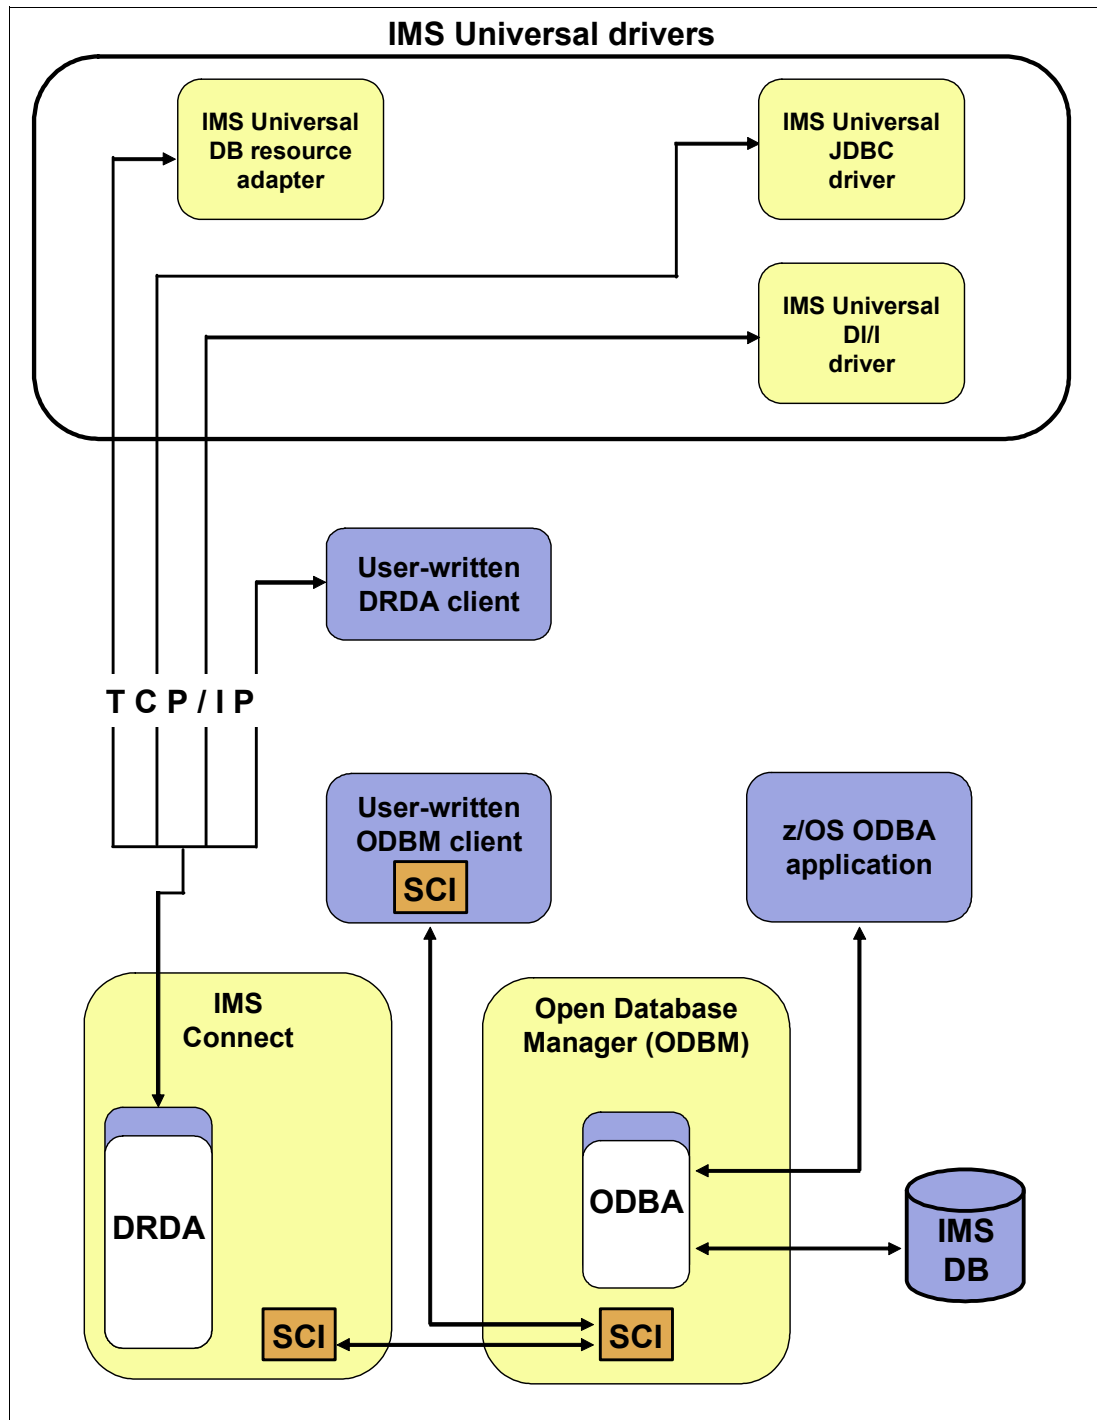 IMS Universal drivers
IMS Universal
DB resource
adapter
IMS Universal
JDBC
driver
IMS Universal
DI/I
driver
User-written
DRDA client
T C P / I P
User-written
ODBM client
SCI
z/OS ODBA
application
IMS
Connect
DRDA
SCI
Open Database
Manager (ODBM)
ODBA
SCI
IMS
DB